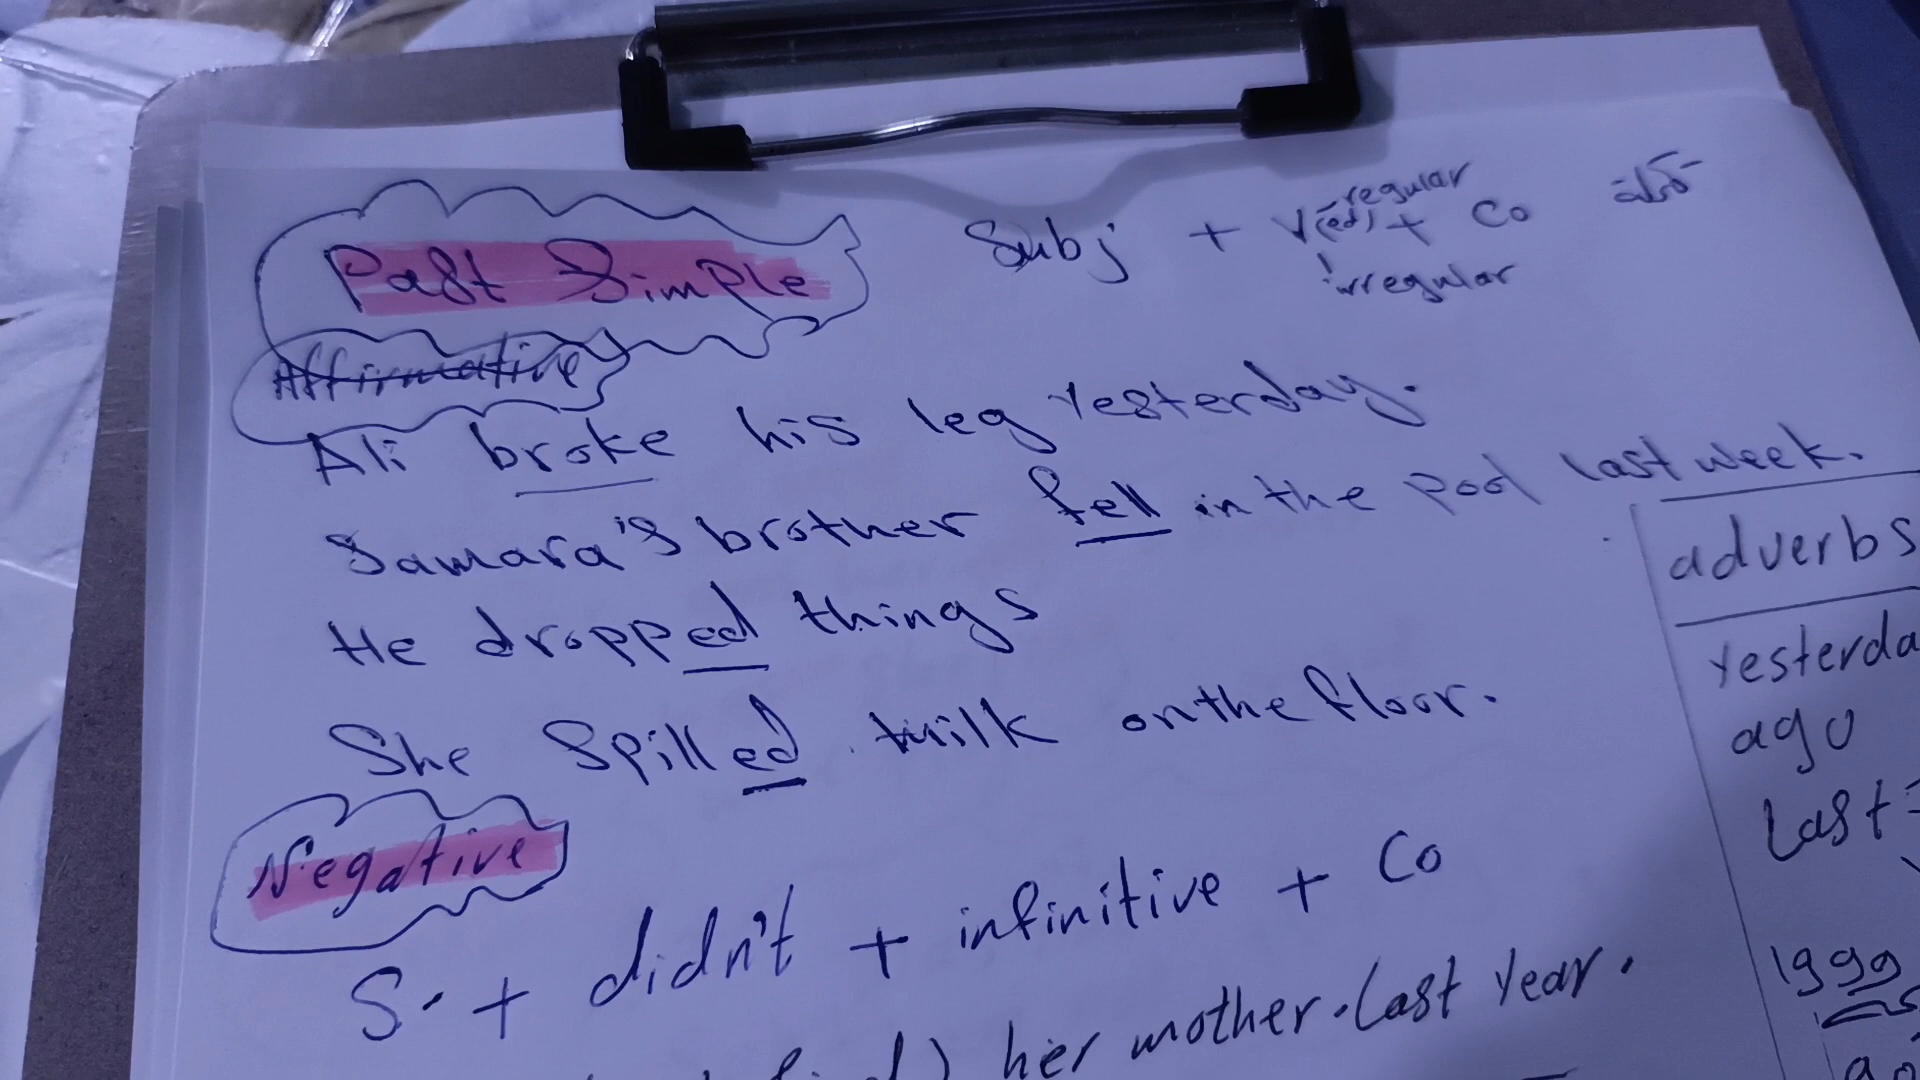 Past Simple
Subj + V(ed) + Co تكملة
regular
irregular
Affirmative
Ali broke his leg Yesterday.
Samara's brother fell in the pool last week.
He dropped things
She Spilled milk on the floor.
Negative
S. + didn't + infinitive + Co
her mother. Last Year.
adverbs
Yesterda
ago
Last =
1999